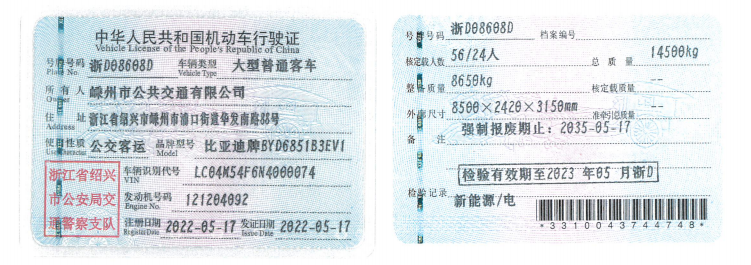 中华人民共和国机动车行驶证
Vehicle License of the People's Republic of China
号牌号码 浙D08608D 车辆类型 大型普通客车
Plate No. Vehicle Type
所有人 嵊州市公共交通有限公司
Owner
住址 浙江省绍兴市嵊州市浦口街道争发南路88号
Address
使用性质 公交客运 品牌型号 比亚迪牌BYD6851B3EV1
Use Character Model
浙江省绍兴
市公安局交
通警察支队
车辆识别代号 LC04N54F6N4000074
VIN
发动机号码 121204092
Engine No.
注册日期 2022-05-17 发证日期 2022-05-17
Register Date Issue Date
号牌号码 浙D08608D 档案编号
核定载人数 56/24人 总质量 14500kg
整备质量 8650kg 核定载质量 --
外廓尺寸 8500×2420×3150mm 准牵引总质量 --
备注 强制报废期止：2035-05-17
检验有效期至2023 年05 月浙D
检验记录
新能源/电
*3310043744748*